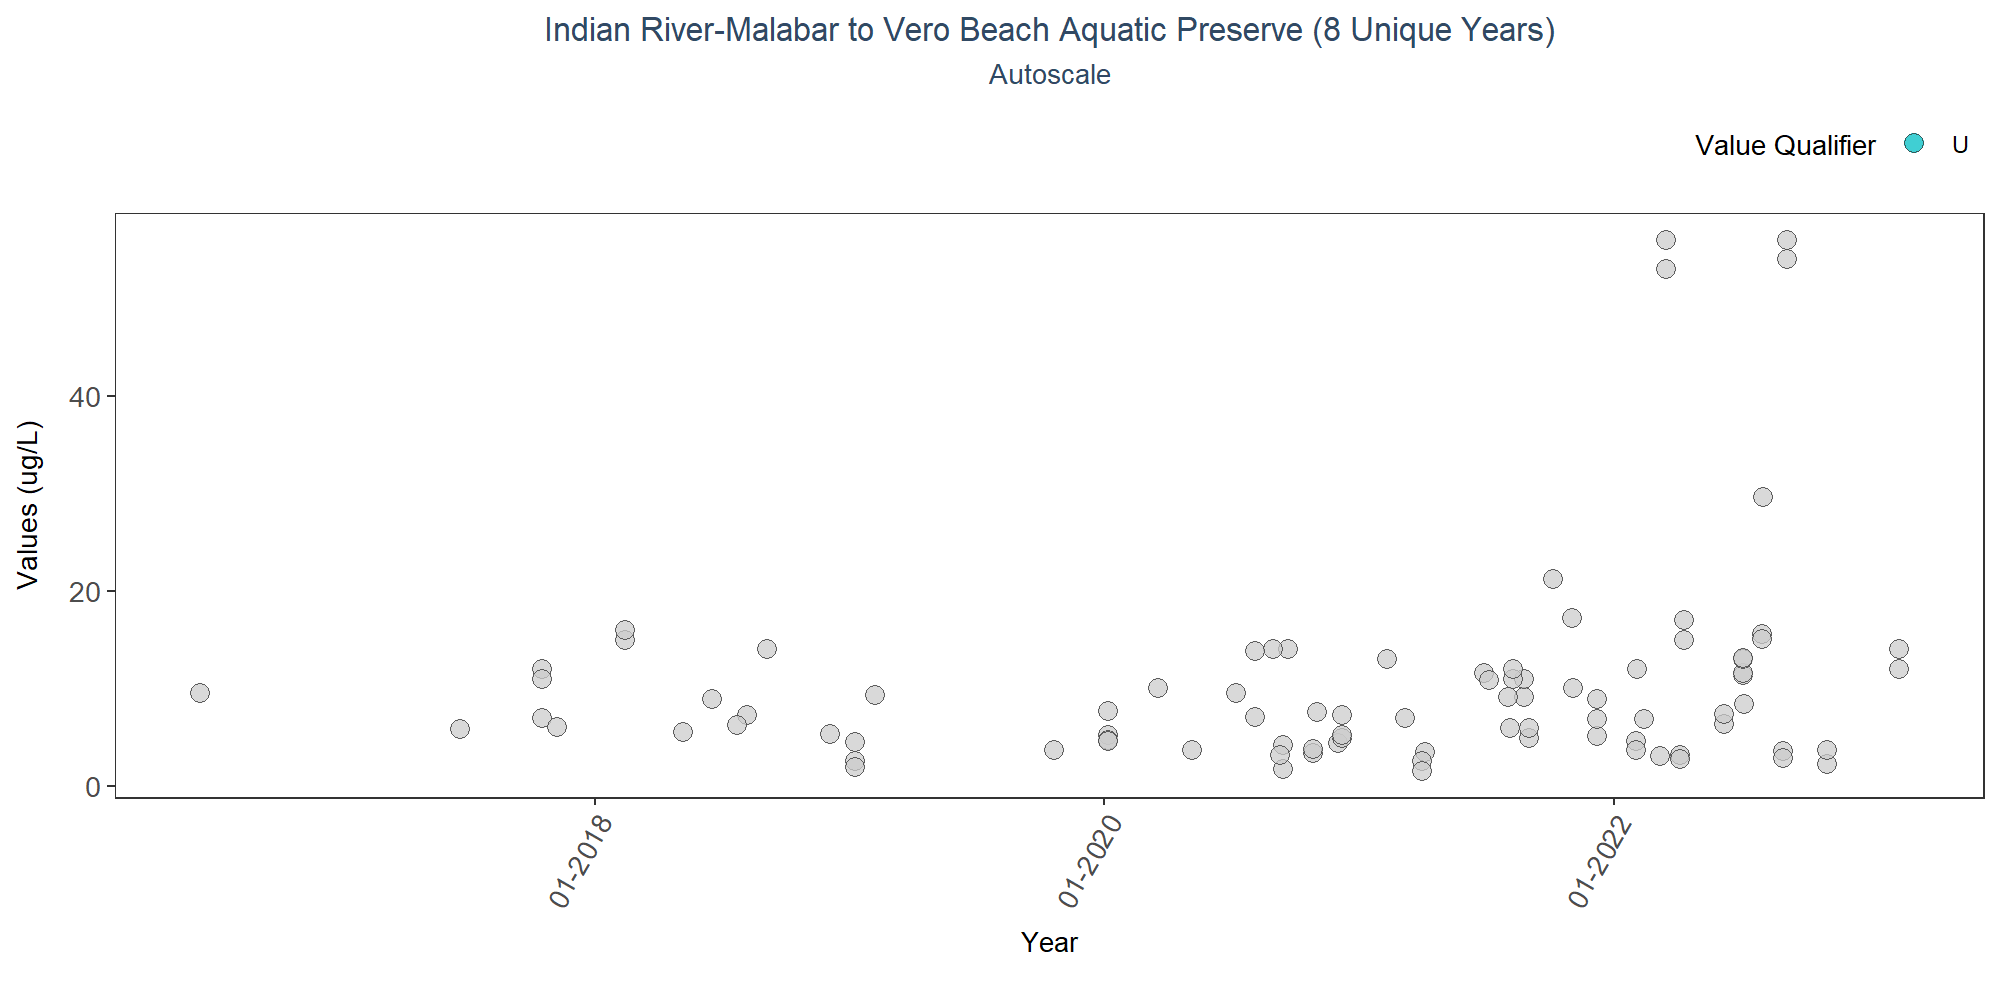 Indian River-Malabar to Vero Beach Aquatic Preserve (8 Unique Years)
Autoscale
Value Qualifier U
Values (ug/L)
40
20
0
01-2018
01-2020
01-2022
Year